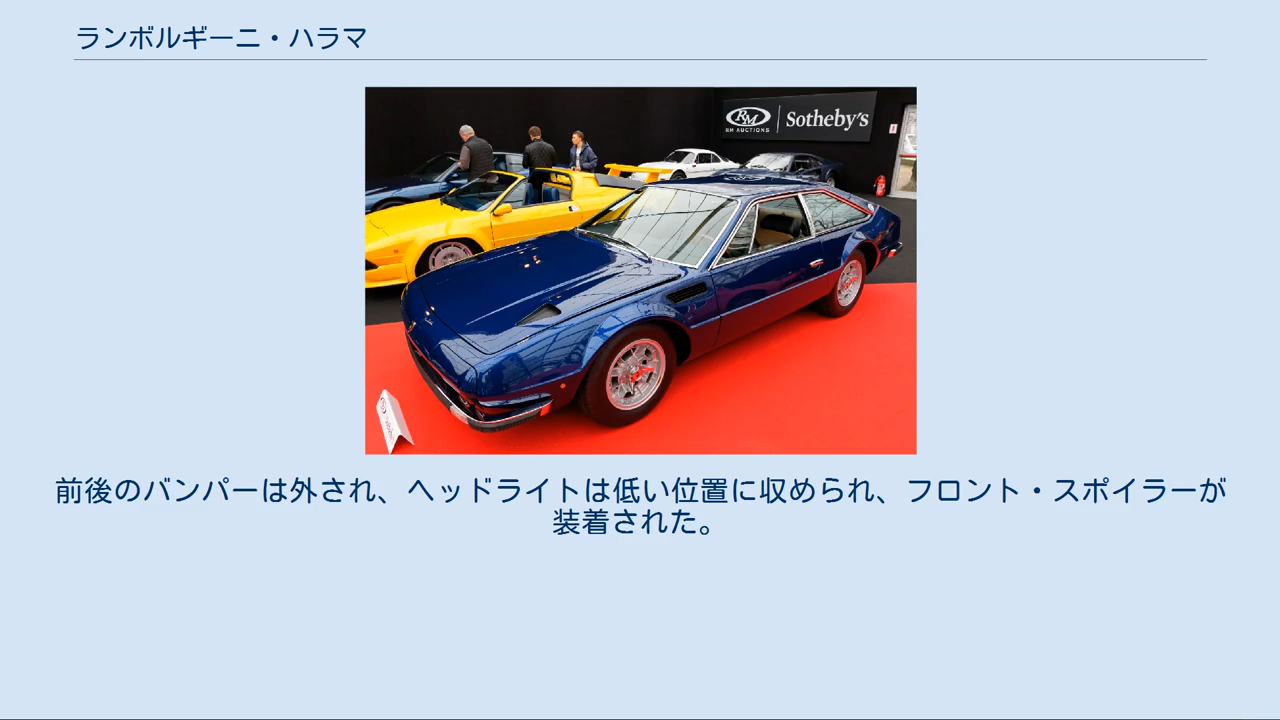 ランボルギーニ・ハラマ
RM
RM AUCTIONS
Sotheby's
前後のバンパーは外され、ヘッドライトは低い位置に収められ、フロント・スポイラーが
装着された。